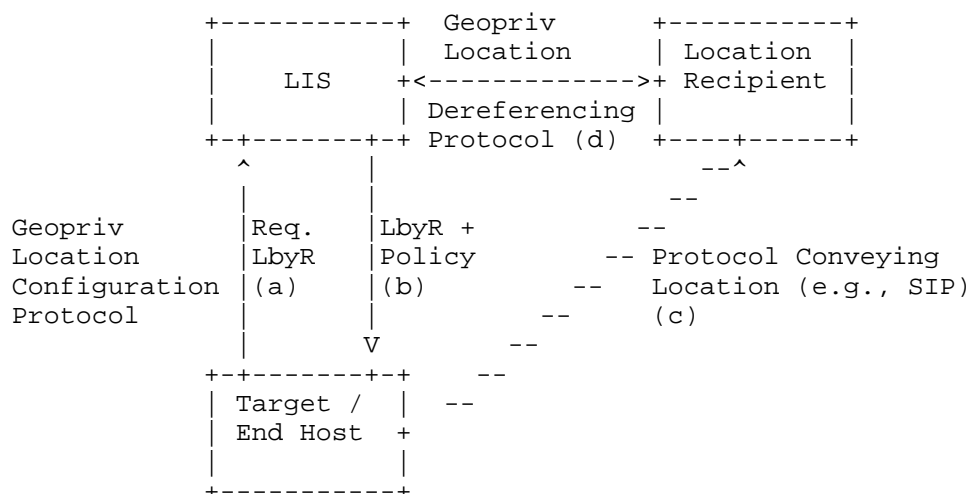 +-----------+ Geopriv +-----------+
| | Location | Location |
| LIS +<------------->+ Recipient |
| | Dereferencing | |
+-+-------+-+ Protocol (d) +----+------+
^ | --^
| | --
Geopriv |Req. |LbyR + --
Location |LbyR |Policy -- Protocol Conveying
Configuration |(a) |(b) -- Location (e.g., SIP)
Protocol | | -- (c)
| V --
+-+-------+-+ --
| Target / | --
| End Host +
| |
+-----------+